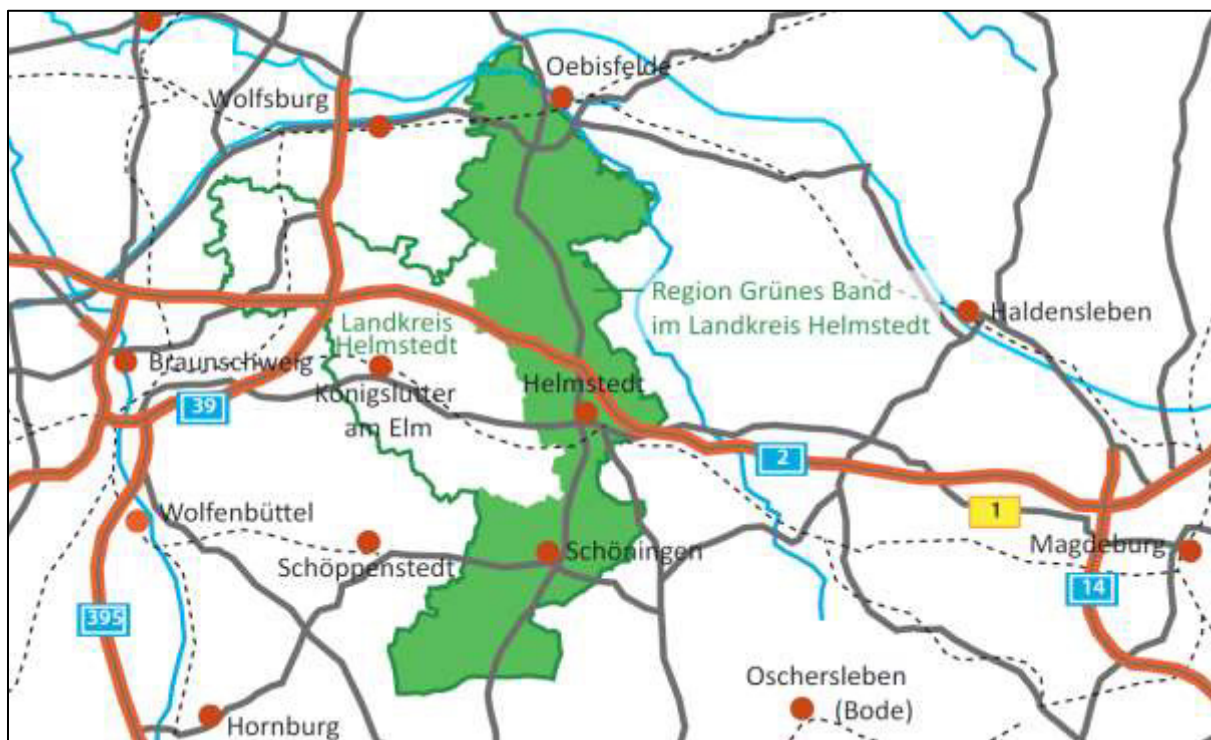 Oebisfelde
Wolfsburg
Region Grünes Band
im Landkreis Helmstedt
Haldensleben
Landkreis
Helmstedt
Braunschweig
Königslutter
am Elm
Helmstedt
39
2
1
Wolfenbüttel
Schöppenstedt
Schöningen
Magdeburg
14
395
Oschersleben
(Bode)
Hornburg